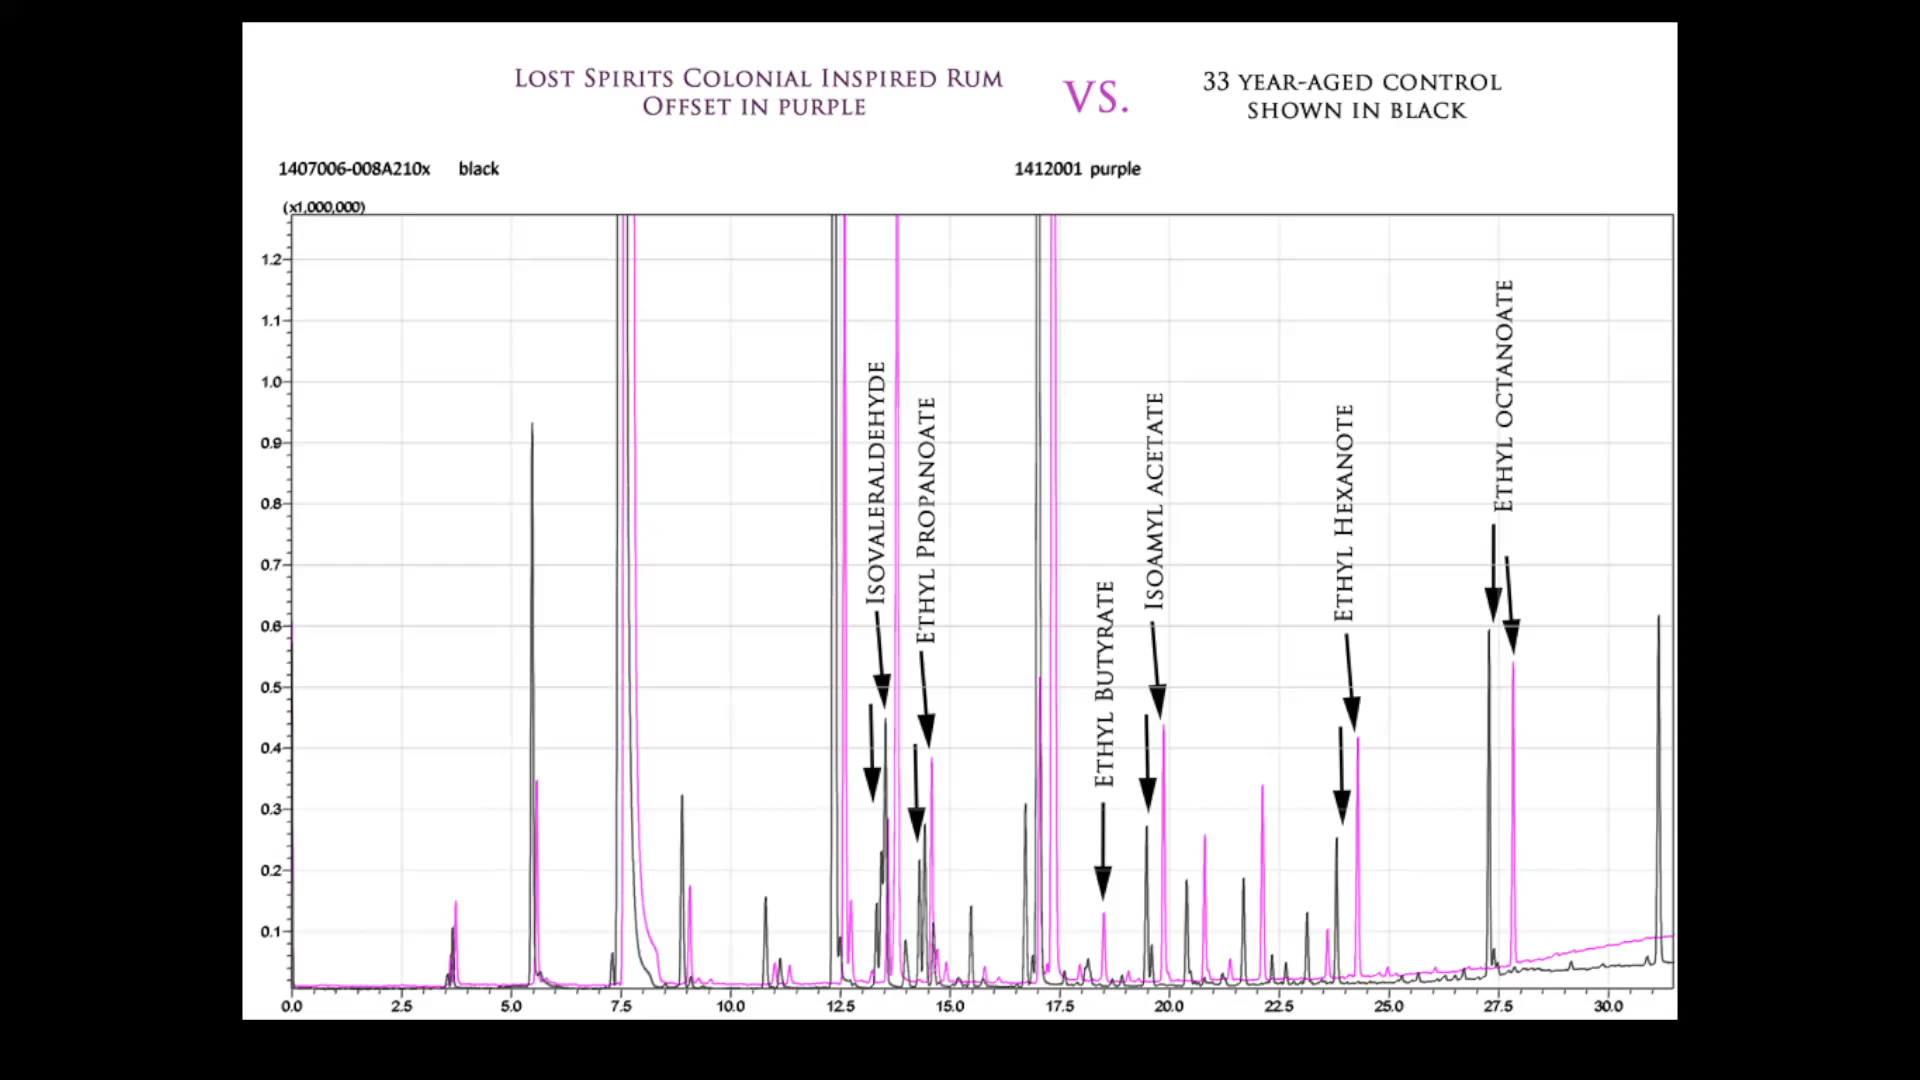 LOST SPIRITS COLONIAL INSPIRED RUM
OFFSET IN PURPLE
VS.
33 YEAR-AGED CONTROL
SHOWN IN BLACK
1407006-008A210x black
1412001 purple
(x1,000,000)
1.2
1.1
1.0
0.9
0.8
0.7
0.6
0.5
0.4
0.3
0.2
0.1
ISOVALERALDEHYDE
ETHYL PROPANOATE
ETHYL BUTYRATE
ISOAMYL ACETATE
ETHYL HEXANOTE
ETHYL OCTANOATE
0.0 2.5 5.0 7.5 10.0 12.5 15.0 17.5 20.0 22.5 25.0 27.5 30.0